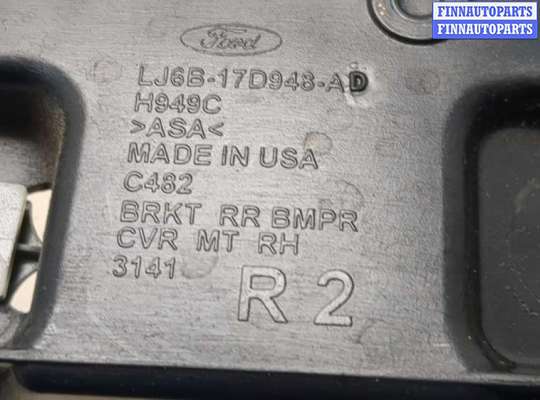 FINNAUTOPARTS
FINNAUTOPARTS
Ford
LJ6B-17D948-AD
H949C
>ASA<
MADE IN USA
C482
BRKT RR BMPR
CVR MT RH
3141
R 2